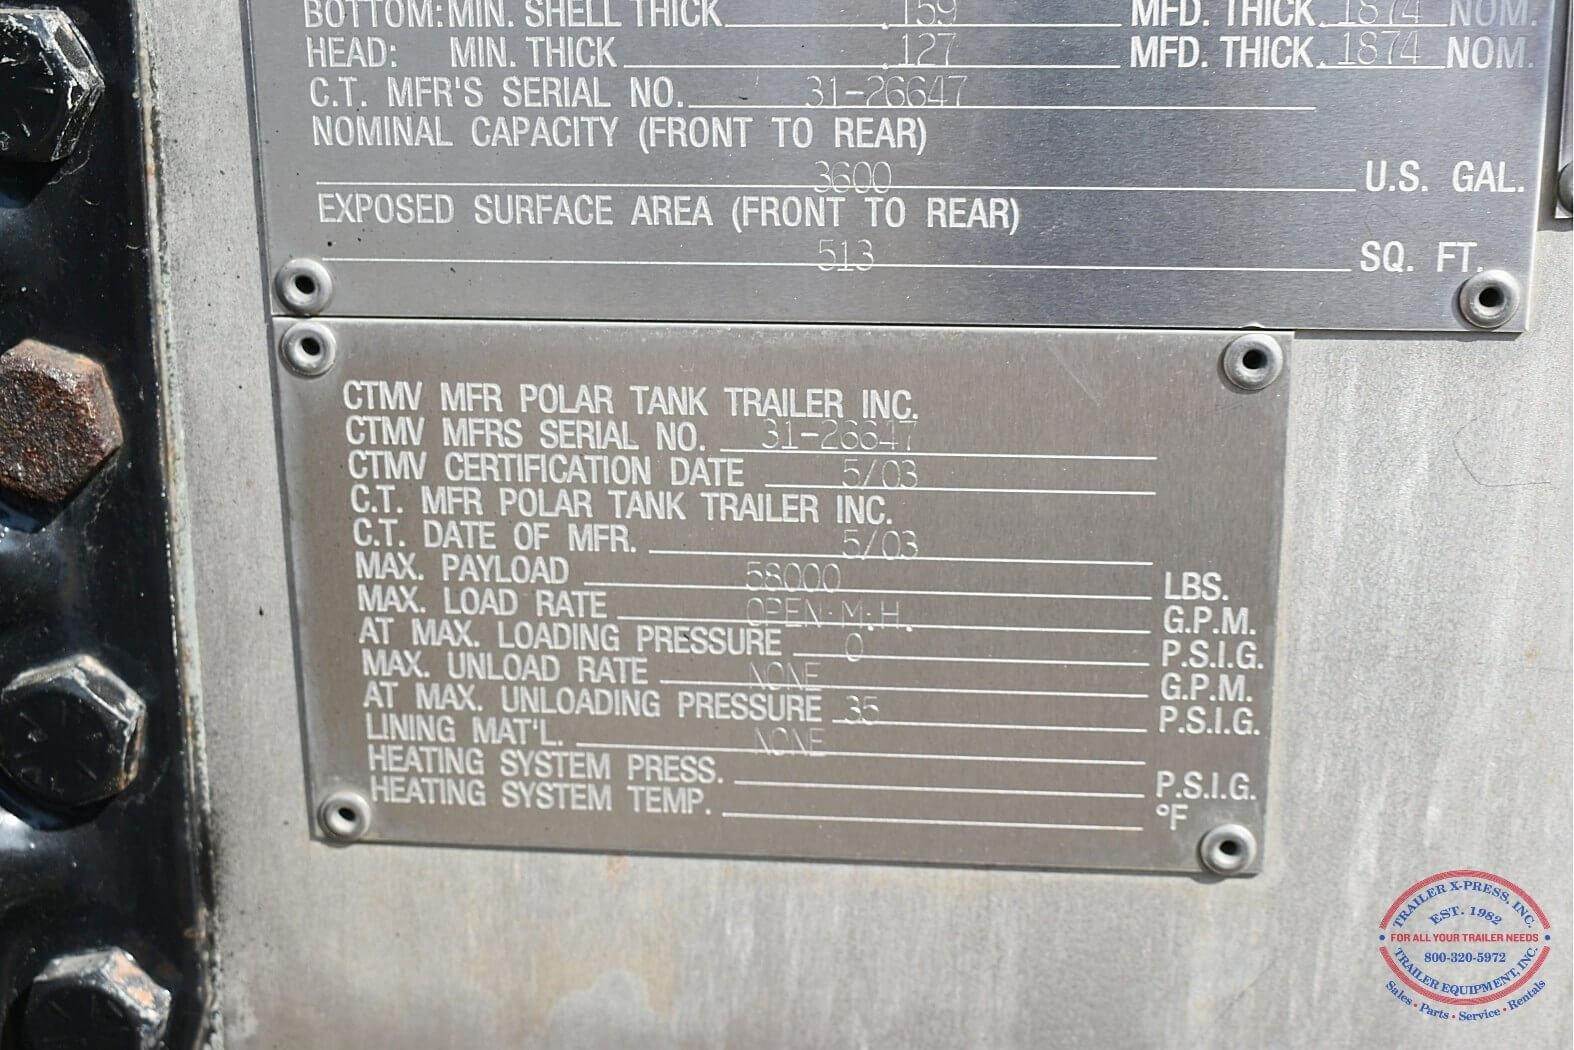 BOTTOM: MIN. SHELL THICK .159 MFD. THICK .1874 NOM.
HEAD: MIN. THICK .127 MFD. THICK .1874 NOM.
C.T. MFR'S SERIAL NO. 31-26647
NOMINAL CAPACITY (FRONT TO REAR)
3600 U.S. GAL.
EXPOSED SURFACE AREA (FRONT TO REAR)
513 SQ. FT.
CTMV MFR POLAR TANK TRAILER INC.
CTMV MFRS SERIAL NO. 31-26647
CTMV CERTIFICATION DATE 5/03
C.T. MFR POLAR TANK TRAILER INC.
C.T. DATE OF MFR. 5/03
MAX. PAYLOAD 58000 LBS.
MAX. LOAD RATE OPEN M.H. G.P.M.
AT MAX. LOADING PRESSURE 0 P.S.I.G.
MAX. UNLOAD RATE NONE G.P.M.
AT MAX. UNLOADING PRESSURE 35 P.S.I.G.
LINING MAT'L. NONE
HEATING SYSTEM PRESS. P.S.I.G.
HEATING SYSTEM TEMP. °F
TRAILER X-PRESS, INC.
EST. 1982
• FOR ALL YOUR TRAILER NEEDS •
800-320-5972
TRAILER EQUIPMENT, INC.
Sales • Parts • Service • Rentals